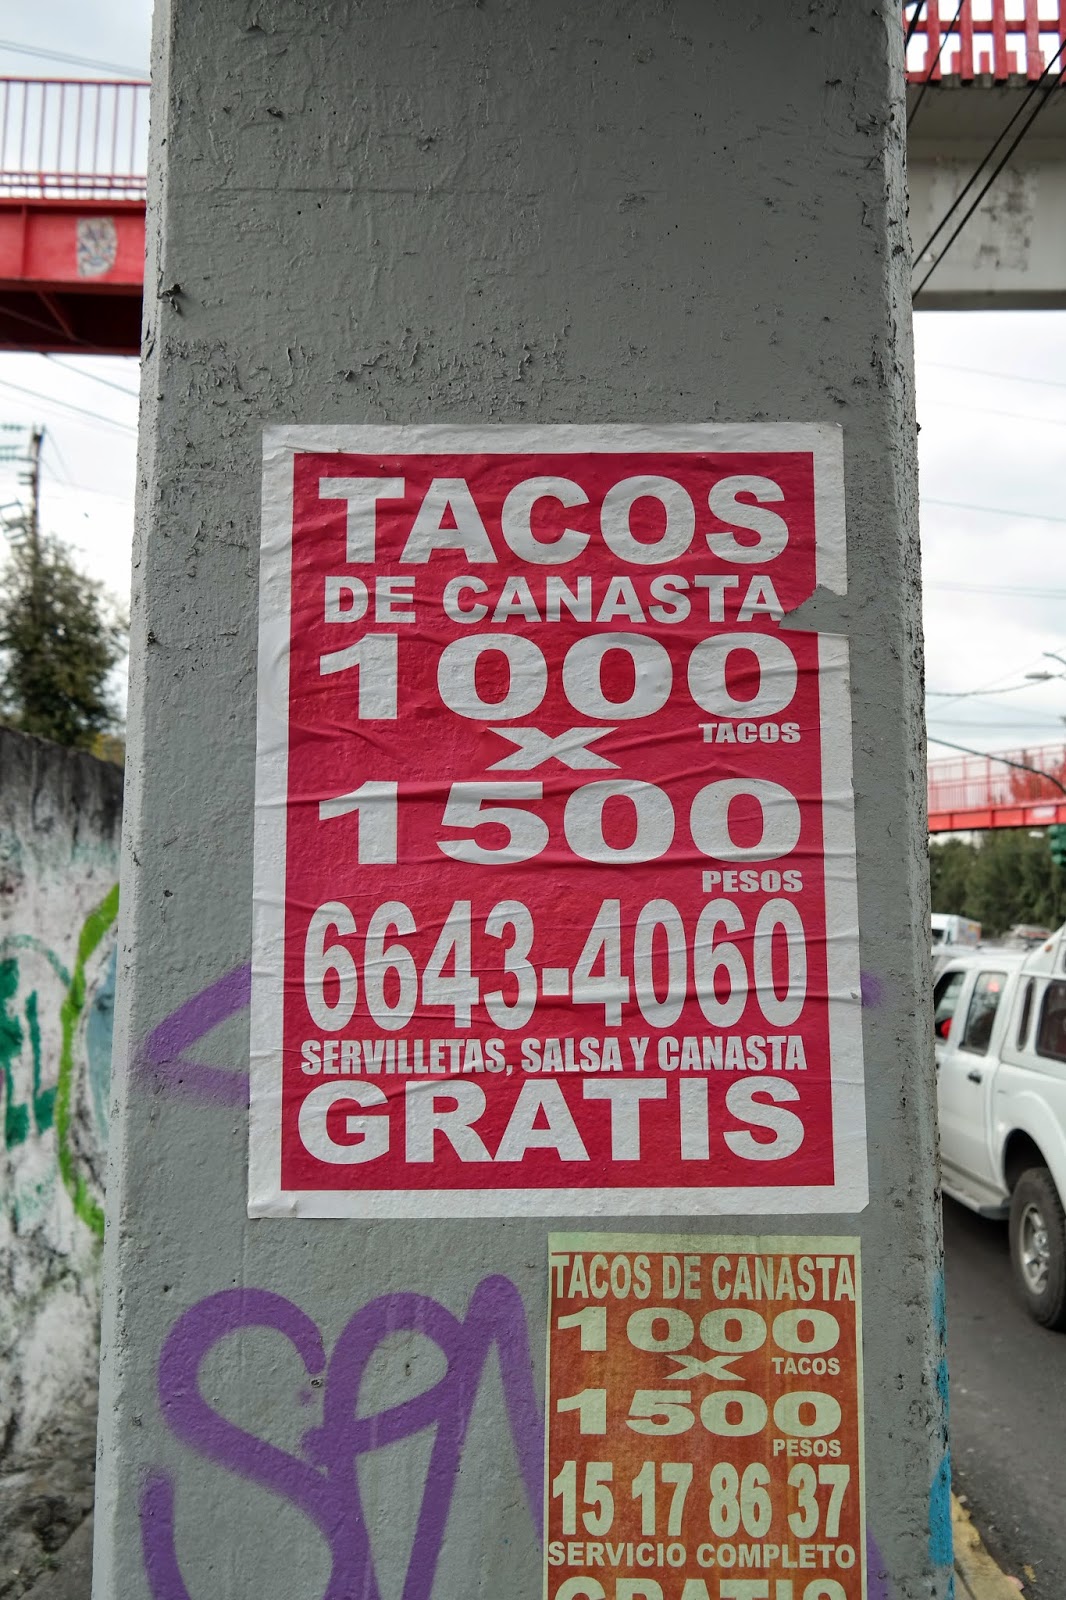 TACOS
DE CANASTA
1000
TACOS
X
1500
PESOS
6643-4060
SERVILLETAS, SALSA Y CANASTA
GRATIS
TACOS DE CANASTA
1000
X TACOS
1500
PESOS
15 17 86 37
SERVICIO COMPLETO
GRATIS